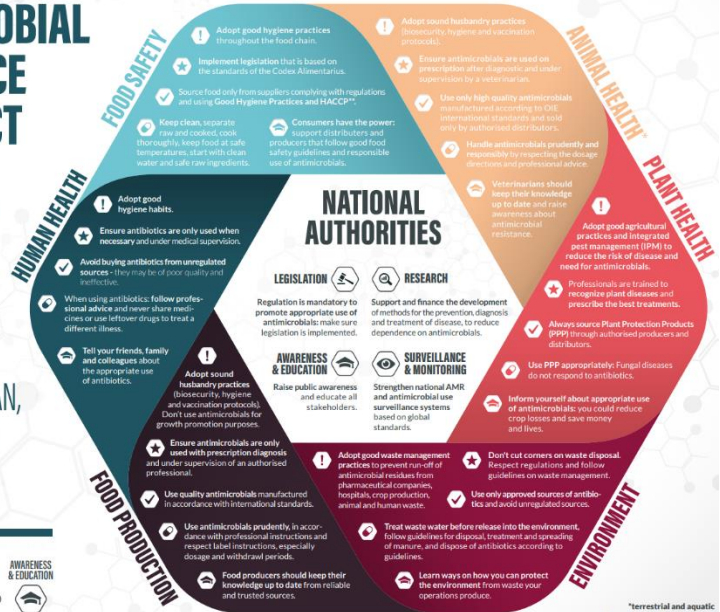 OBIAL
CE
CT
AN,
AWARENESS
& EDUCATION
FOOD SAFETY
Adopt good hygiene practices
throughout the food chain.
Implement legislation that is based on
the standards of the Codex Alimentarius.
Source food only from suppliers complying with regulations
and using Good Hygiene Practices and HACCP**.
Keep clean, separate
raw and cooked, cook
thoroughly, keep food at safe
temperatures, start with clean
water and safe raw ingredients.
Consumers have the power:
support distributors and
producers that follow good food
safety guidelines and responsible
use of antimicrobials.
ANIMAL HEALTH*
Adopt sound husbandry practices
(biosecurity, hygiene and vaccination
protocols).
Ensure antimicrobials are used on
prescription after diagnostic and under
supervision by a veterinarian.
Use only high quality antimicrobials
manufactured according to OIE
international standards and sold
only by authorised distributors.
Handle antimicrobials prudently and
responsibly by respecting the dosage
directions and professional advice.
Veterinarians should
keep their knowledge
up to date and raise
awareness about
antimicrobial
resistance.
HUMAN HEALTH
Adopt good
hygiene habits.
Ensure antibiotics are only used when
necessary and under medical supervision.
Avoid buying antibiotics from unregulated
sources - they may be of poor quality and
ineffective.
When using antibiotics: follow profes-
sional advice and never share medi-
cines or use leftover drugs to treat a
different illness.
Tell your friends, family
and colleagues about
the appropriate use
of antibiotics.
NATIONAL
AUTHORITIES
LEGISLATION
Regulation is mandatory to
promote appropriate use of
antimicrobials: make sure
legislation is implemented.
RESEARCH
Support and finance the development
of methods for the prevention, diagnosis
and treatment of disease, to reduce
dependence on antimicrobials.
AWARENESS
& EDUCATION
Raise public awareness
and educate all
stakeholders.
SURVEILLANCE
& MONITORING
Strengthen national AMR
and antimicrobial use
surveillance systems
based on global
standards.
PLANT HEALTH
Adopt good agricultural
practices and integrated
pest management (IPM) to
reduce the risk of disease and
need for antimicrobials.
Professionals are trained to
recognize plant diseases and
prescribe the best treatments.
Always source Plant Protection Products
(PPP) through authorised producers and
distributors.
Use PPP appropriately: Fungal diseases
do not respond to antibiotics.
Inform yourself about appropriate use
of antimicrobials: you could reduce
crop losses and save money
and lives.
FOOD PRODUCTION
Adopt sound
husbandry practices
(biosecurity, hygiene
and vaccination protocols).
Don't use antimicrobials for
growth promotion purposes.
Ensure antimicrobials are only
used with prescription diagnosis
and under supervision of an authorised
professional.
Use quality antimicrobials manufactured
in accordance with international standards.
Use antimicrobials prudently, in accor-
dance with professional instructions and
respect label instructions, especially
dosage and withdrawl periods.
Food producers should keep their
knowledge up to date from reliable
and trusted sources.
ENVIRONMENT
Adopt good waste management
practices to prevent run-off of
antimicrobial residues from
pharmaceutical companies,
hospitals, crop production,
animal and human waste.
Don't cut corners on waste disposal.
Respect regulations and follow
guidelines on waste management.
Use only approved sources of antibio-
tics and avoid unregulated sources.
Treat waste water before release into the environment,
follow guidelines for disposal, treatment and spreading
of manure, and dispose of antibiotics according to
guidelines.
Learn ways on how you can protect
the environment from waste your
operations produce.
*terrestrial and aquatic